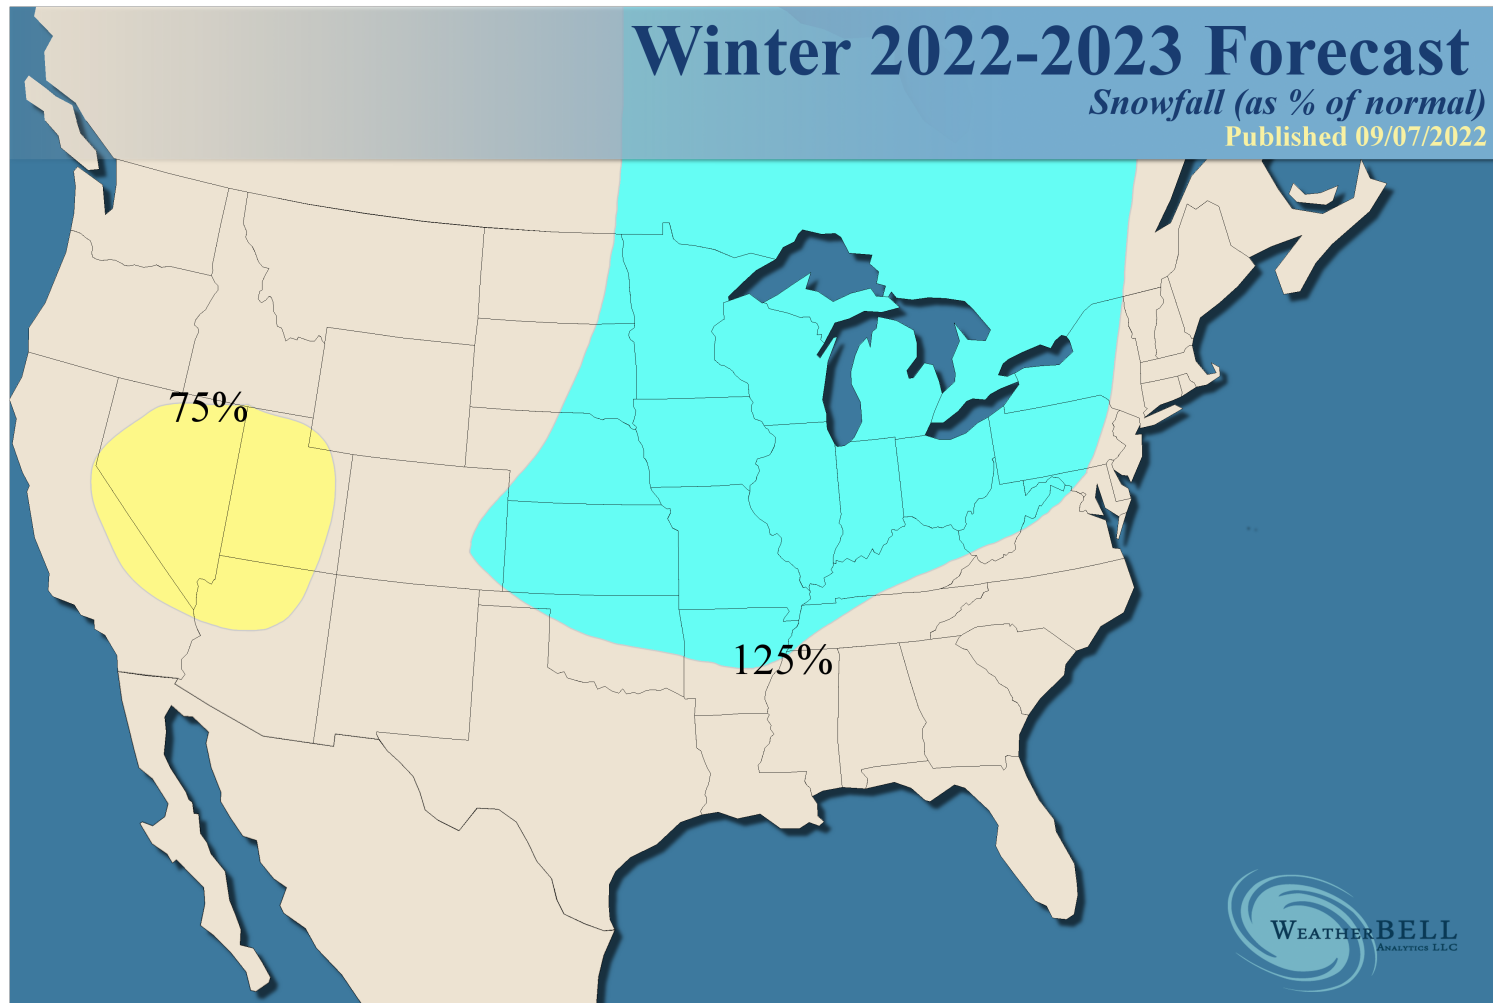 Winter 2022-2023 Forecast
Snowfall (as % of normal)
Published 09/07/2022
75%
125%
WEATHERBELL
ANALYTICS LLC